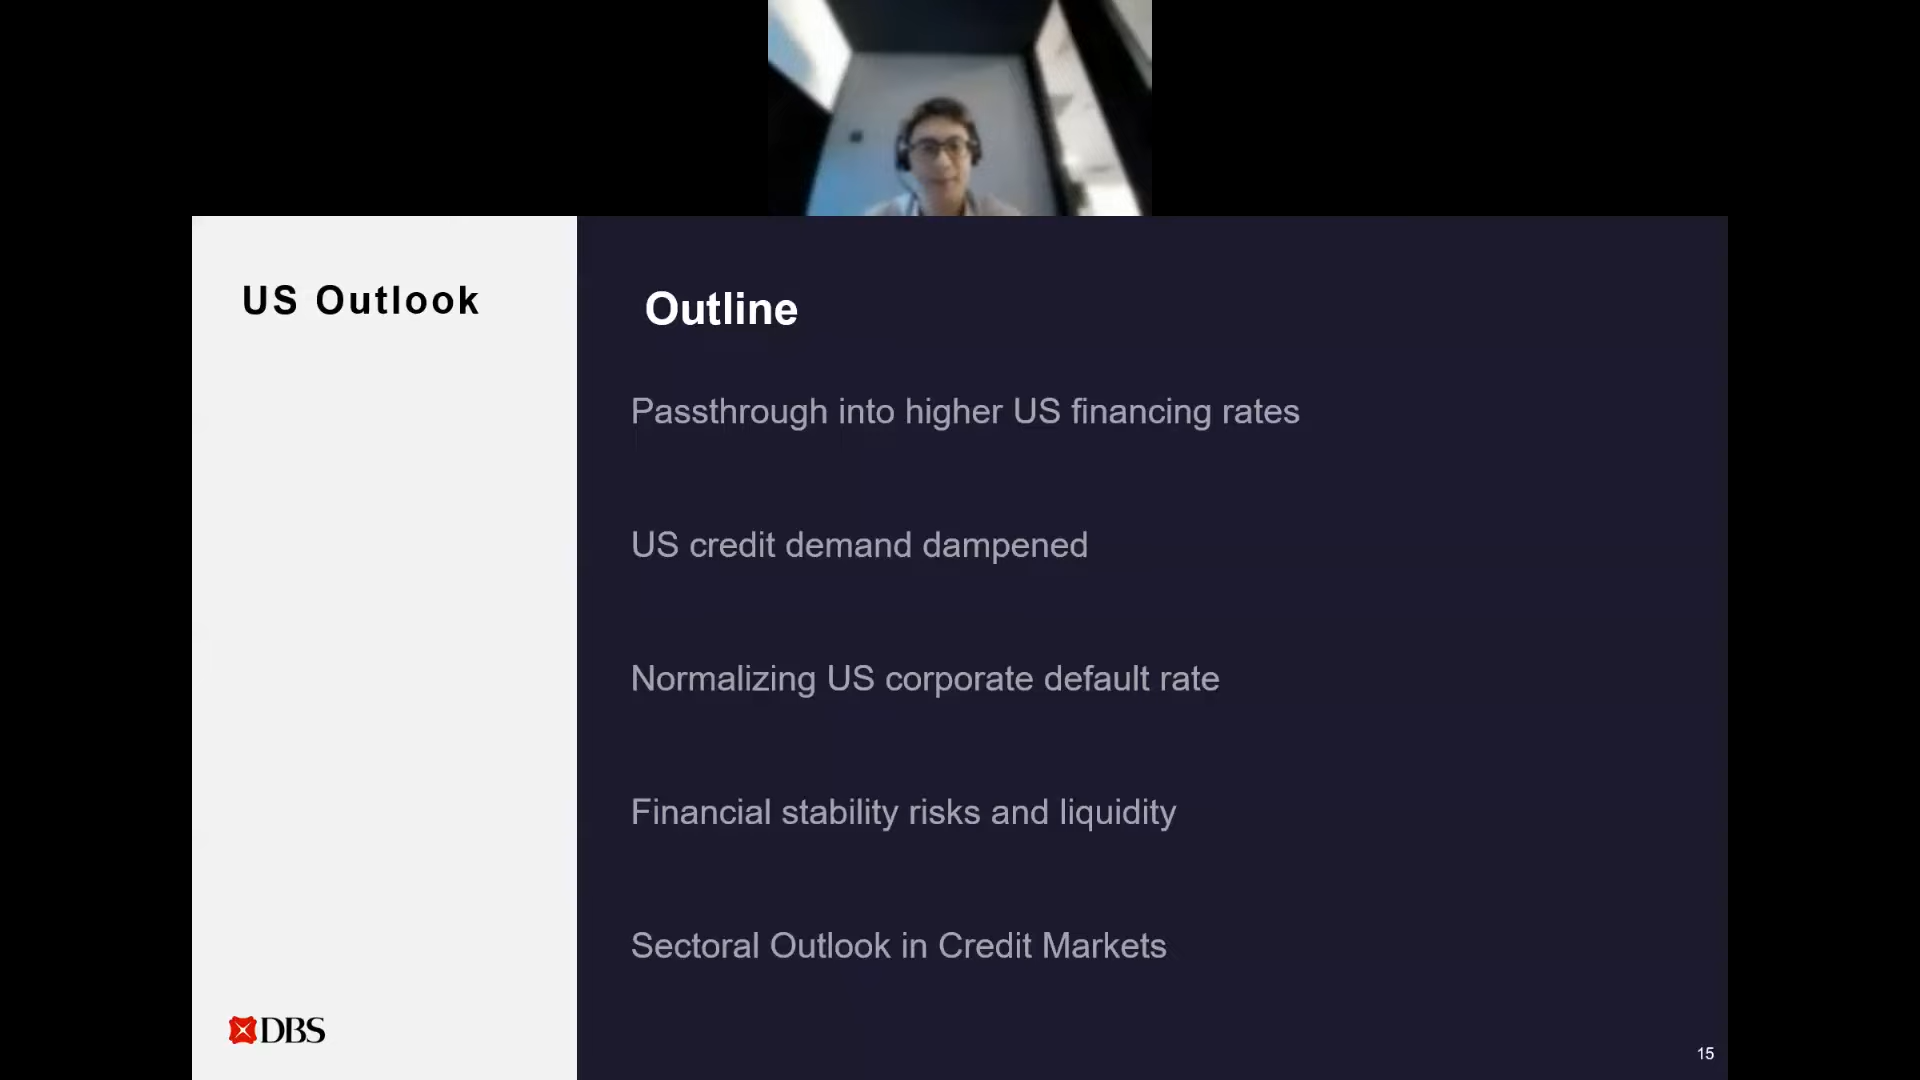 US Outlook
Outline
Passthrough into higher US financing rates
US credit demand dampened
Normalizing US corporate default rate
Financial stability risks and liquidity
Sectoral Outlook in Credit Markets
DBS
15